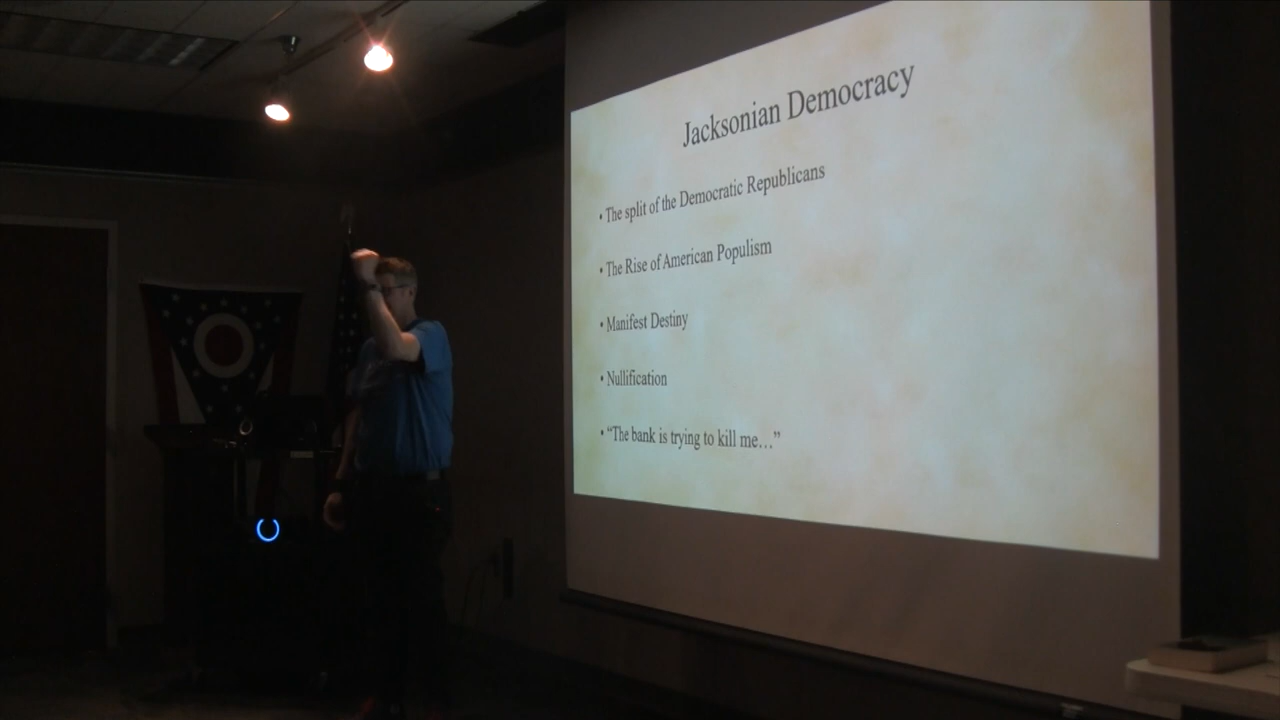 Jacksonian Democracy
• The split of the Democratic Republicans
• The Rise of American Populism
• Manifest Destiny
• Nullification
• “The bank is trying to kill me…”